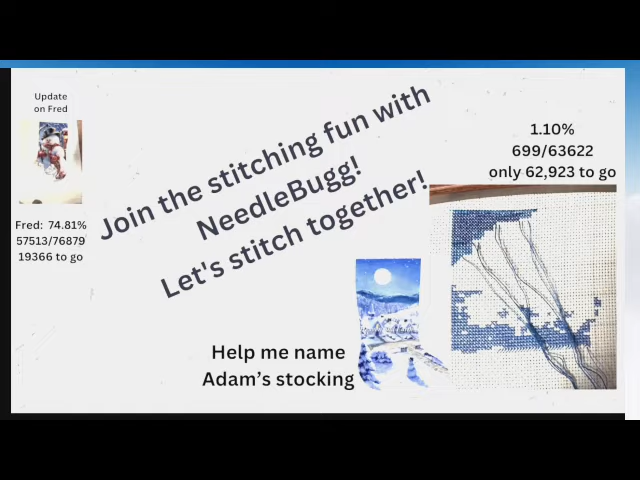 Update
on Fred
Fred: 74.81%
57513/76879
19366 to go
Join the stitching fun with
NeedleBugg!
Let's stitch together!
1.10%
699/63622
only 62,923 to go
Help me name
Adam's stocking